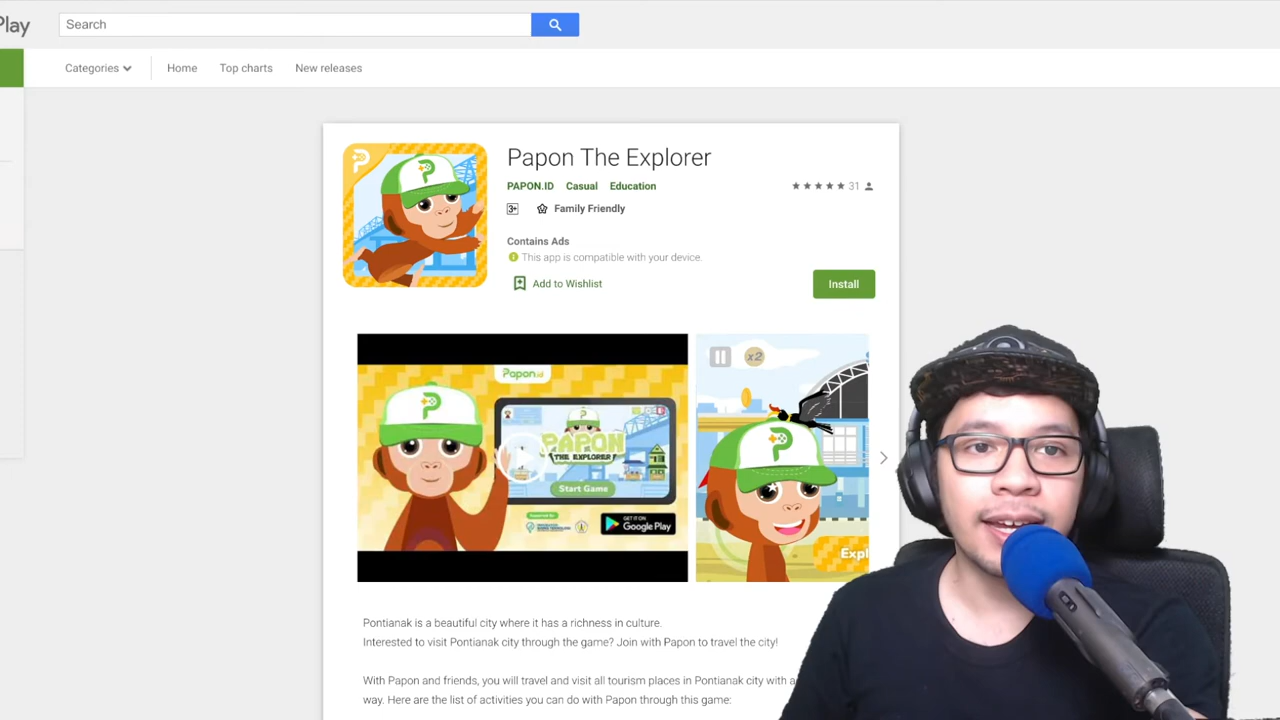 Play
Search
Categories
Home
Top charts
New releases
Papon The Explorer
PAPON.ID Casual Education
31
3+
Family Friendly
Contains Ads
This app is compatible with your device.
Add to Wishlist
Install
Papon.id
PAPON
THE EXPLORER
Start Game
GET IT ON
Google Play
x2
Expl
Pontianak is a beautiful city where it has a richness in culture.
Interested to visit Pontianak city through the game? Join with Papon to travel the city!
With Papon and friends, you will travel and visit all tourism places in Pontianak city with a
way. Here are the list of activities you can do with Papon through this game: